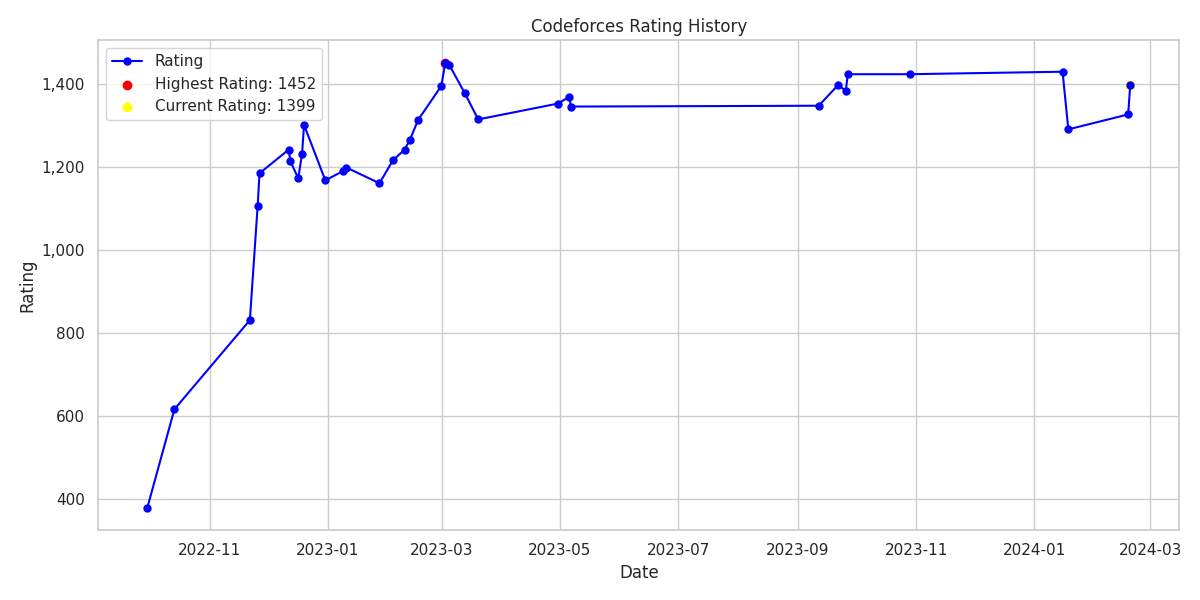 Codeforces Rating History
Rating
Highest Rating: 1452
Current Rating: 1399
1,400
1,200
1,000
800
600
400
Rating
2022-11
2023-01
2023-03
2023-05
2023-07
2023-09
2023-11
2024-01
2024-03
Date